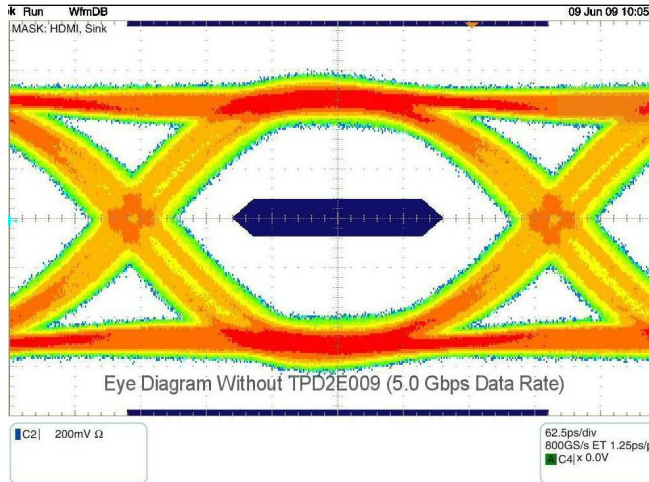 Run WfmDB 09 Jun 09 10:05
MASK: HDMI, Sink
Eye Diagram Without TPD2E009 (5.0 Gbps Data Rate)
C2 200mV Ω
62.5ps/div
800GS/s ET 1.25ps/p
A C4 x 0.0V